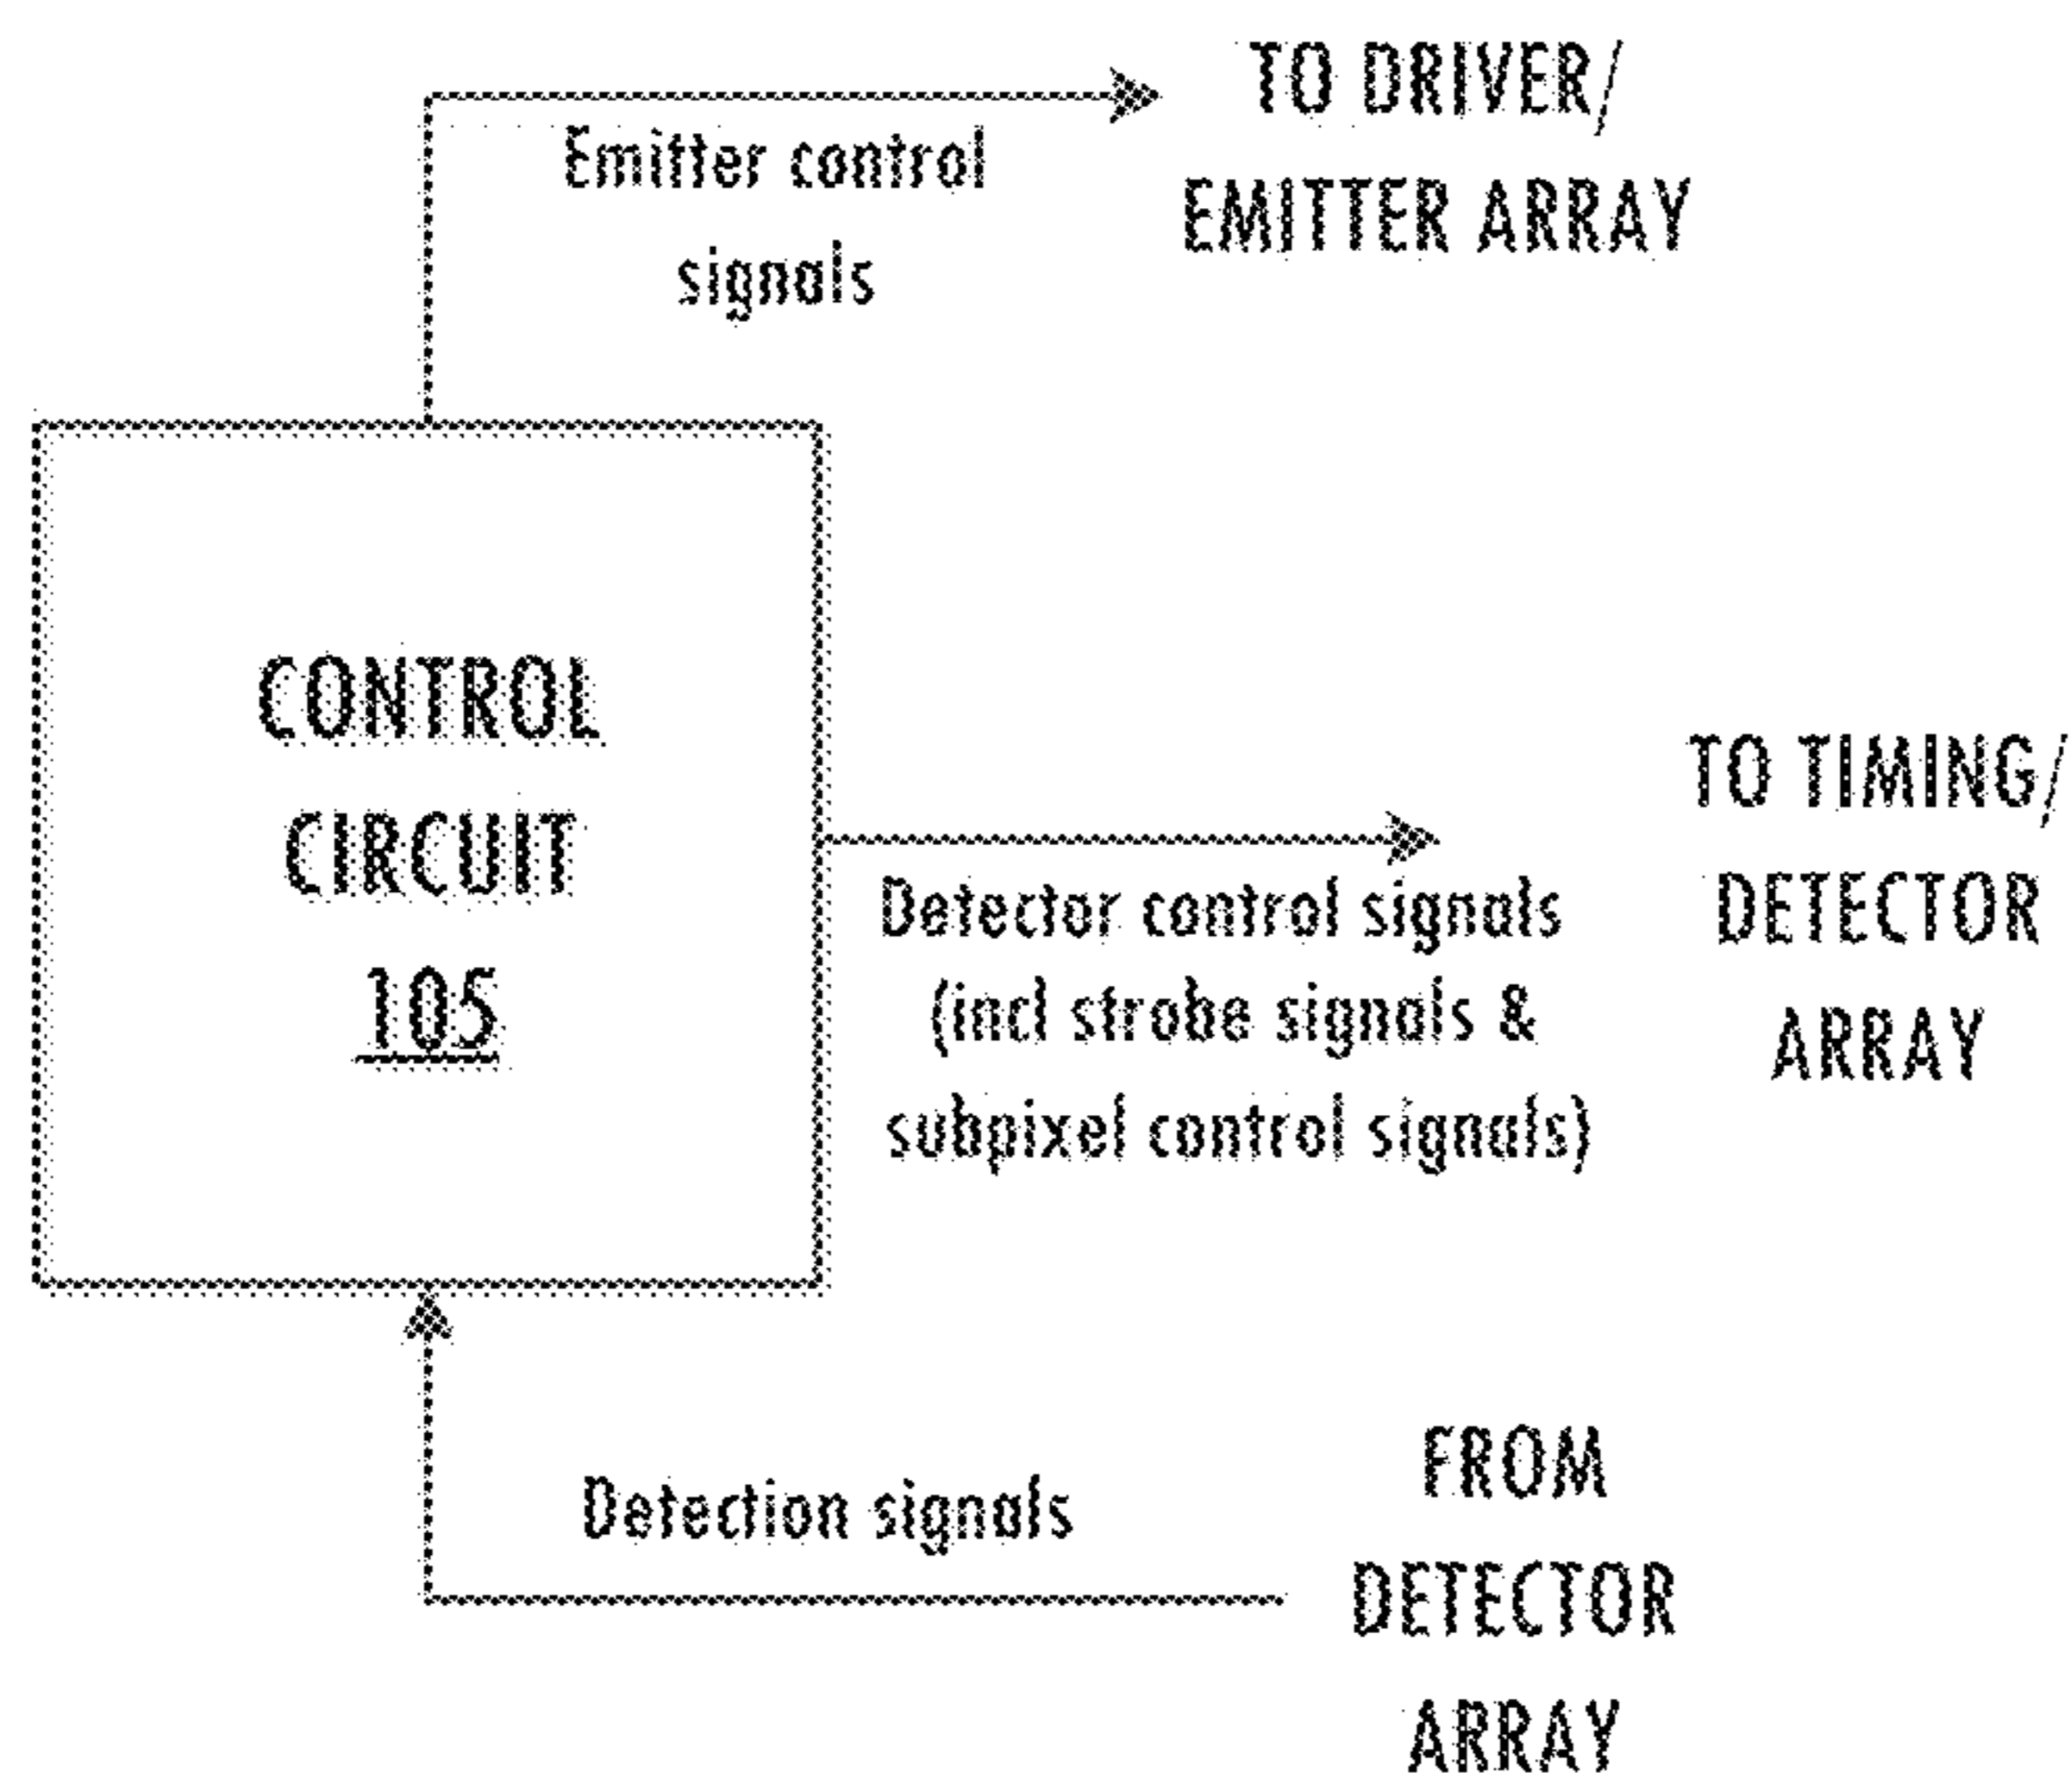 TO DRIVER/
EMITTER ARRAY
Emitter control
signals
CONTROL
CIRCUIT
105
TO TIMING/
DETECTOR
ARRAY
Detector control signals
(incl strobe signals &
subpixel control signals)
FROM
DETECTOR
ARRAY
Detection signals